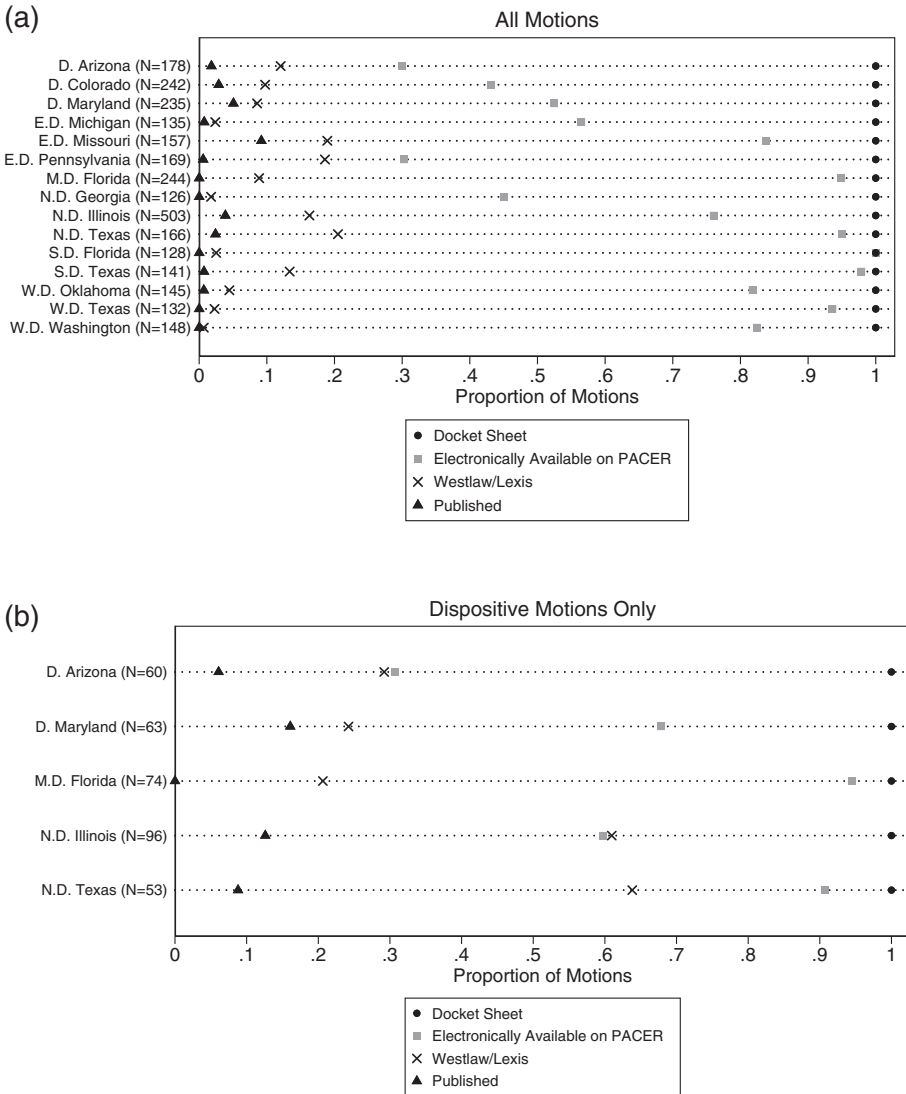 (a)
All Motions
D. Arizona (N=178)
D. Colorado (N=242)
D. Maryland (N=235)
E.D. Michigan (N=135)
E.D. Missouri (N=157)
E.D. Pennsylvania (N=169)
M.D. Florida (N=244)
N.D. Georgia (N=126)
N.D. Illinois (N=503)
N.D. Texas (N=166)
S.D. Florida (N=128)
S.D. Texas (N=141)
W.D. Oklahoma (N=145)
W.D. Texas (N=132)
W.D. Washington (N=148)
0 .1 .2 .3 .4 .5 .6 .7 .8 .9 1
Proportion of Motions
Docket Sheet
Electronically Available on PACER
Westlaw/Lexis
Published
(b)
Dispositive Motions Only
D. Arizona (N=60)
D. Maryland (N=63)
M.D. Florida (N=74)
N.D. Illinois (N=96)
N.D. Texas (N=53)
0 .1 .2 .3 .4 .5 .6 .7 .8 .9 1
Proportion of Motions
Docket Sheet
Electronically Available on PACER
Westlaw/Lexis
Published